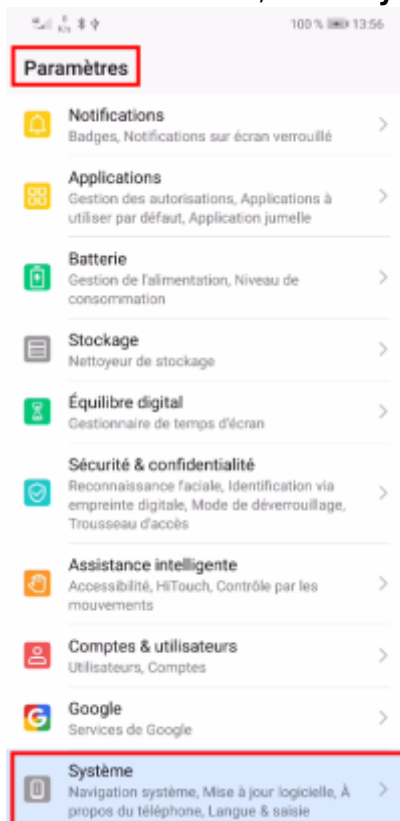 100 % 13:56
Paramètres
Notifications
Badges, Notifications sur écran verrouillé
Applications
Gestion des autorisations, Applications à
utiliser par défaut, Application jumelle
Batterie
Gestion de l'alimentation, Niveau de
consommation
Stockage
Nettoyeur de stockage
Équilibre digital
Gestionnaire de temps d'écran
Sécurité & confidentialité
Reconnaissance faciale, Identification via
empreinte digitale, Mode de déverrouillage,
Trousseau d'accès
Assistance intelligente
Accessibilité, HiTouch, Contrôle par les
mouvements
Comptes & utilisateurs
Utilisateurs, Comptes
Google
Services de Google
Système
Navigation système, Mise à jour logicielle, À
propos du téléphone, Langue & saisie